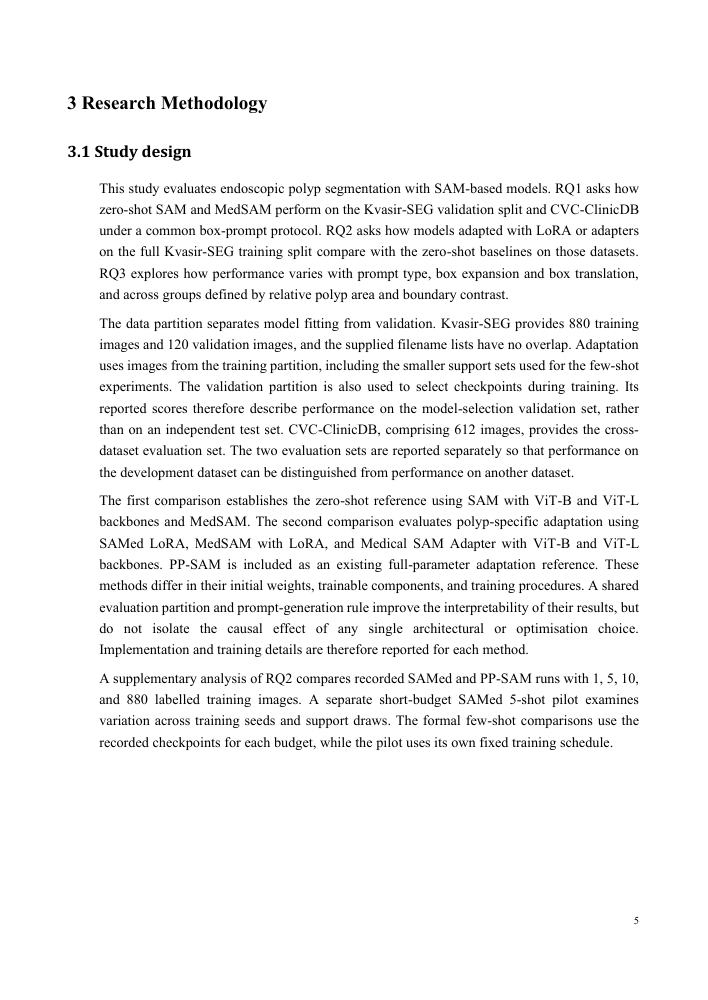 3 Research Methodology
3.1 Study design
This study evaluates endoscopic polyp segmentation with SAM-based models. RQ1 asks how
zero-shot SAM and MedSAM perform on the Kvasir-SEG validation split and CVC-ClinicDB
under a common box-prompt protocol. RQ2 asks how models adapted with LoRA or adapters
on the full Kvasir-SEG training split compare with the zero-shot baselines on those datasets.
RQ3 explores how performance varies with prompt type, box expansion and box translation,
and across groups defined by relative polyp area and boundary contrast.
The data partition separates model fitting from validation. Kvasir-SEG provides 880 training
images and 120 validation images, and the supplied filename lists have no overlap. Adaptation
uses images from the training partition, including the smaller support sets used for the few-shot
experiments. The validation partition is also used to select checkpoints during training. Its
reported scores therefore describe performance on the model-selection validation set, rather
than on an independent test set. CVC-ClinicDB, comprising 612 images, provides the cross-
dataset evaluation set. The two evaluation sets are reported separately so that performance on
the development dataset can be distinguished from performance on another dataset.
The first comparison establishes the zero-shot reference using SAM with ViT-B and ViT-L
backbones and MedSAM. The second comparison evaluates polyp-specific adaptation using
SAMed LoRA, MedSAM with LoRA, and Medical SAM Adapter with ViT-B and ViT-L
backbones. PP-SAM is included as an existing full-parameter adaptation reference. These
methods differ in their initial weights, trainable components, and training procedures. A shared
evaluation partition and prompt-generation rule improve the interpretability of their results, but
do not isolate the causal effect of any single architectural or optimisation choice.
Implementation and training details are therefore reported for each method.
A supplementary analysis of RQ2 compares recorded SAMed and PP-SAM runs with 1, 5, 10,
and 880 labelled training images. A separate short-budget SAMed 5-shot pilot examines
variation across training seeds and support draws. The formal few-shot comparisons use the
recorded checkpoints for each budget, while the pilot uses its own fixed training schedule.
5